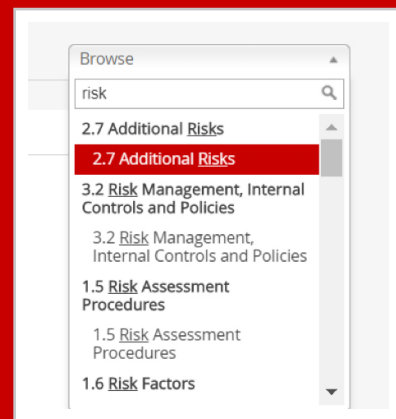 Browse
risk
2.7 Additional Risks
2.7 Additional Risks
3.2 Risk Management, Internal
Controls and Policies
3.2 Risk Management,
Internal Controls and Policies
1.5 Risk Assessment
Procedures
1.5 Risk Assessment
Procedures
1.6 Risk Factors